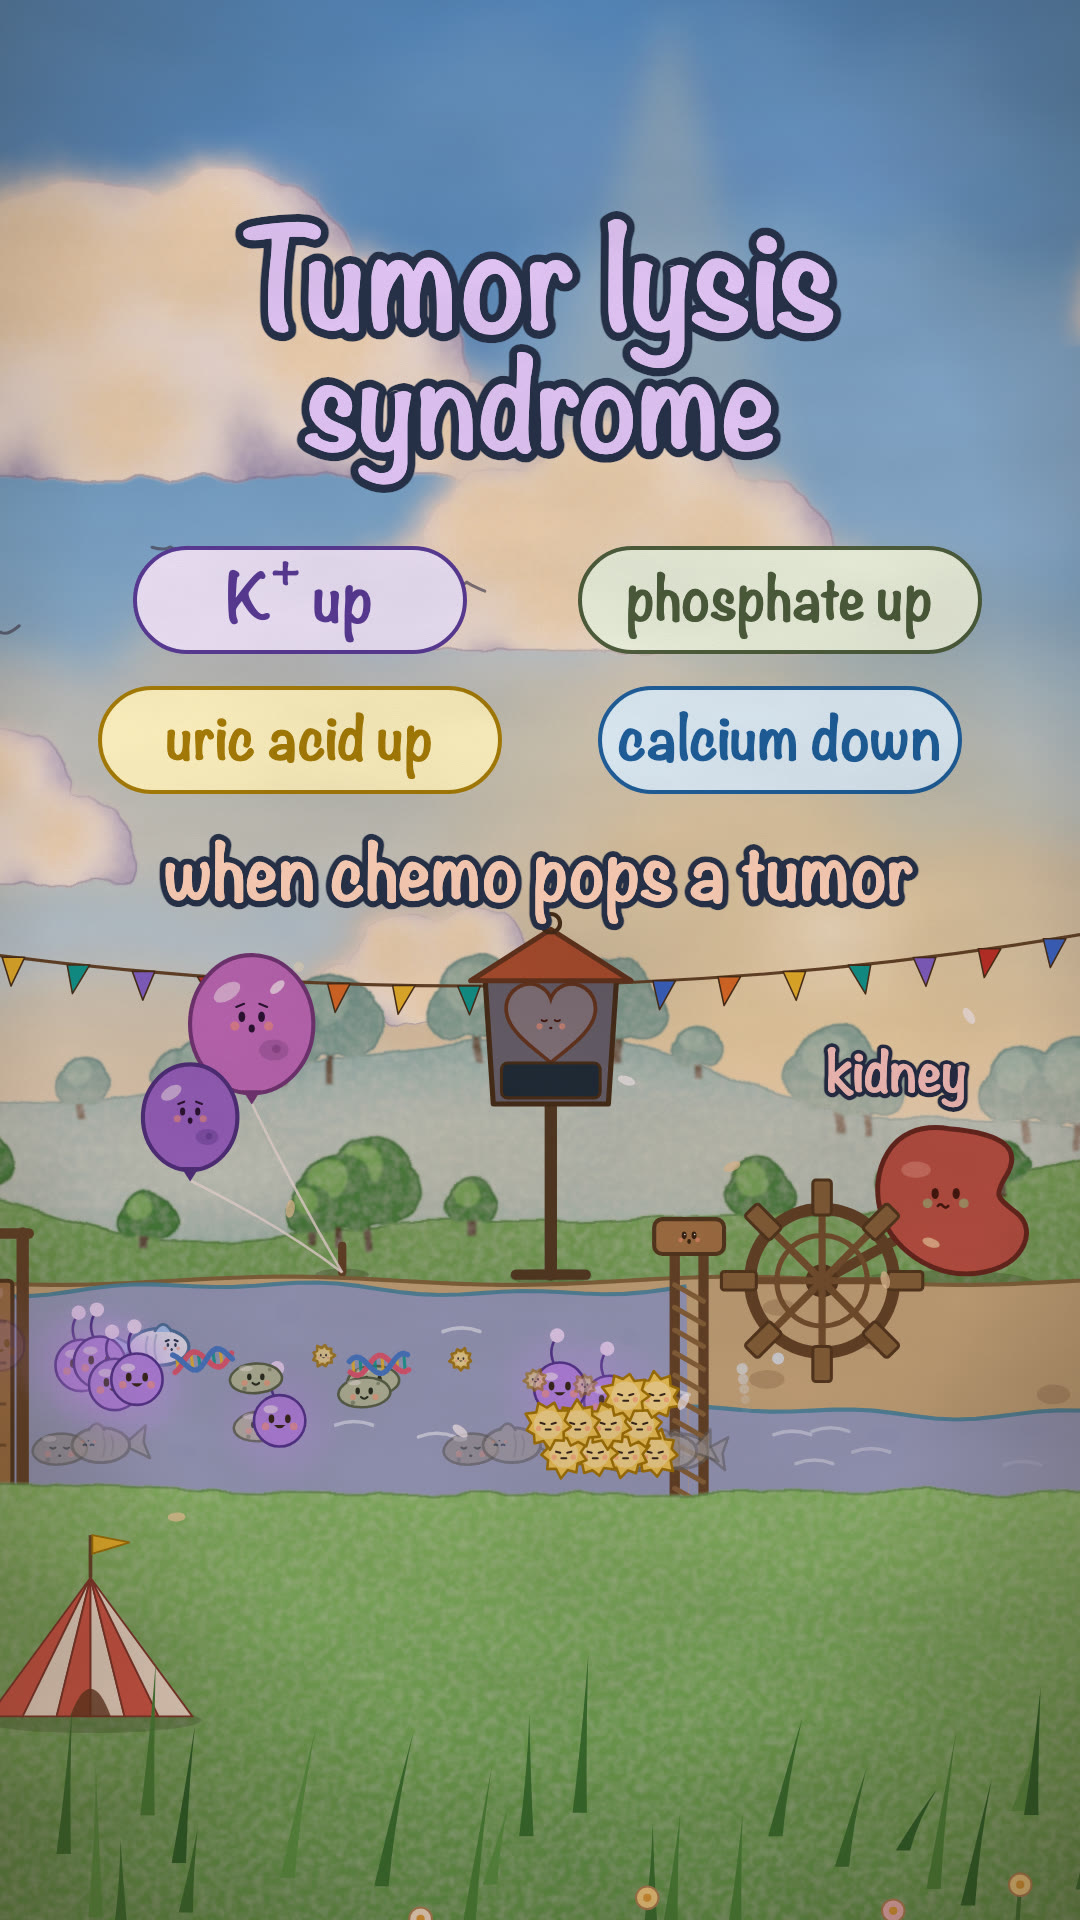 Tumor lysis
syndrome
K⁺ up
phosphate up
uric acid up
calcium down
when chemo pops a tumor
kidney